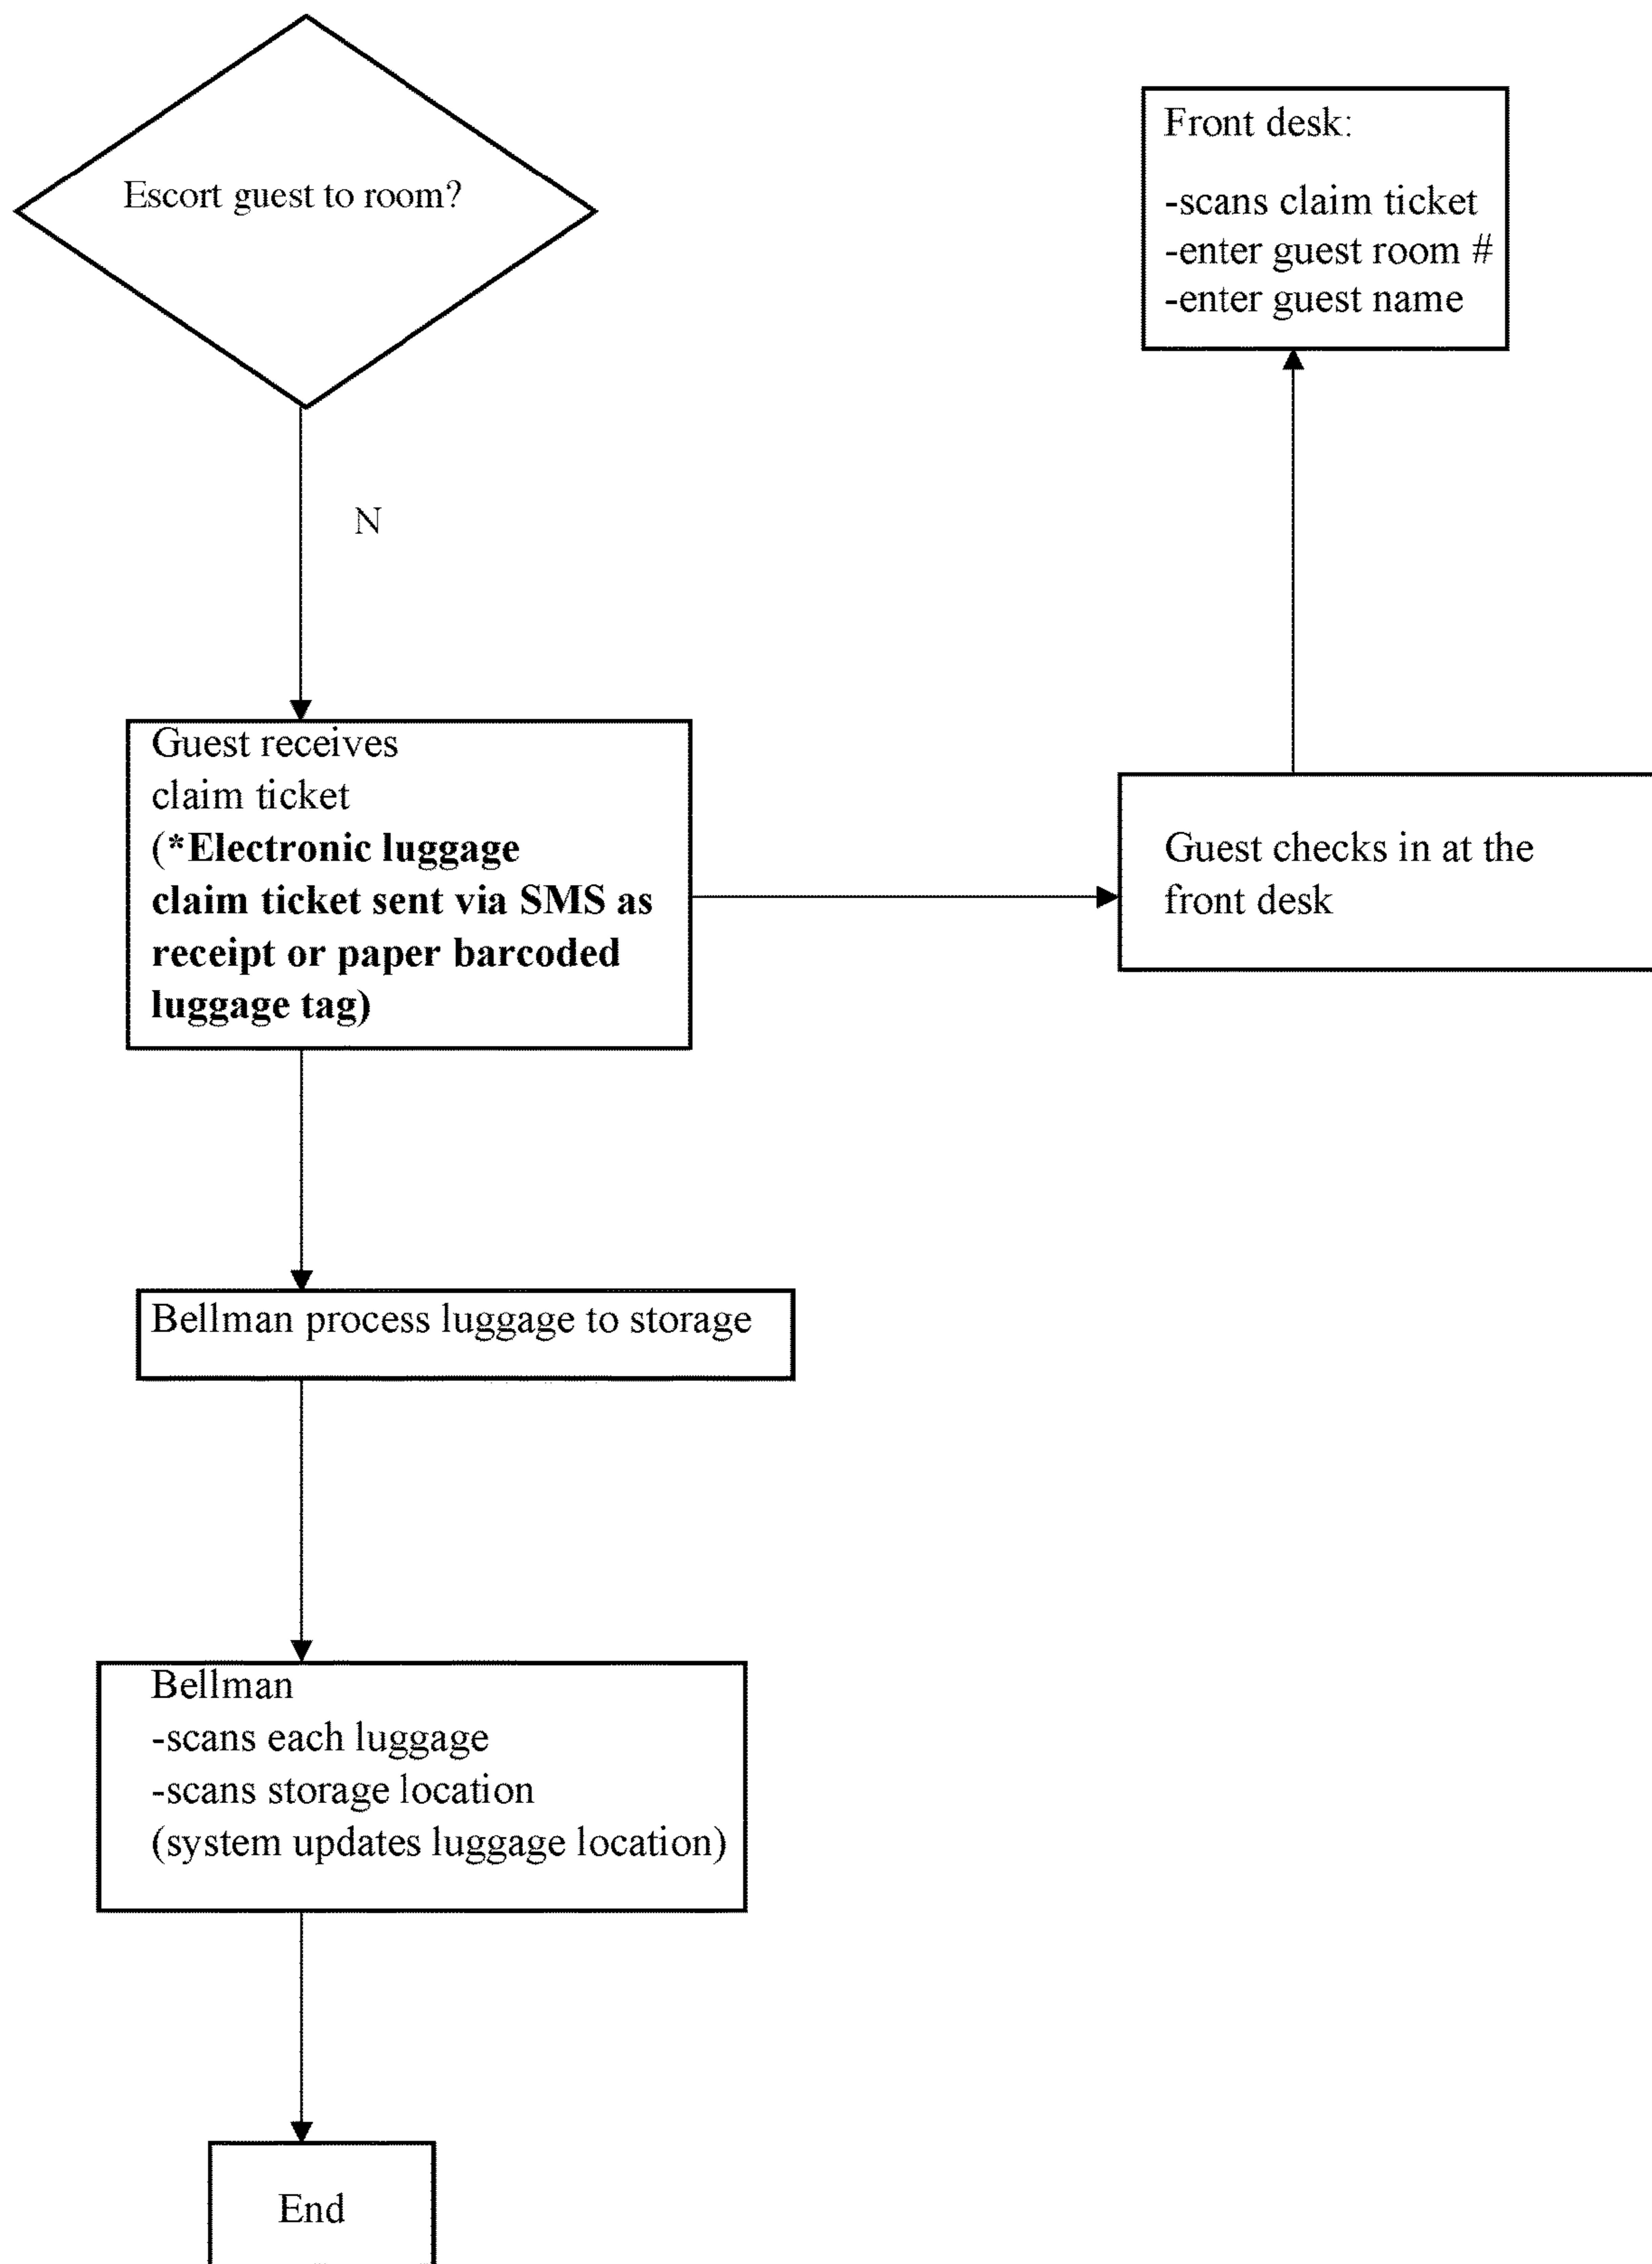 Escort guest to room?
Front desk:
-scans claim ticket
-enter guest room #
-enter guest name
N
Guest receives
claim ticket
(*Electronic luggage
claim ticket sent via SMS as
receipt or paper barcoded
luggage tag)
Guest checks in at the
front desk
Bellman process luggage to storage
Bellman
-scans each luggage
-scans storage location
(system updates luggage location)
End